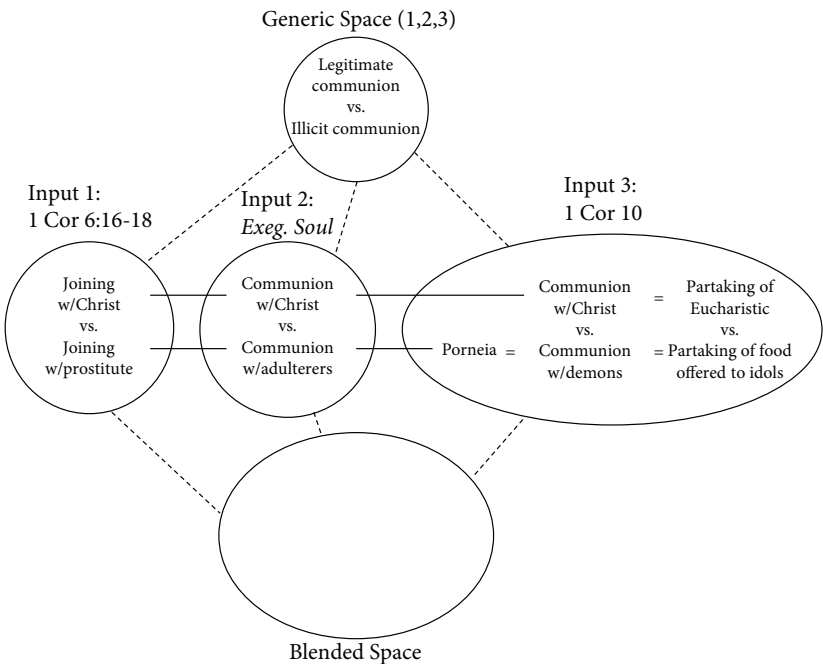 Generic Space (1,2,3)
Legitimate
communion
vs.
Illicit communion
Input 1:
1 Cor 6:16-18
Input 2:
Exeg. Soul
Input 3:
1 Cor 10
Joining
w/Christ
vs.
Joining
w/prostitute
Communion
w/Christ
vs.
Communion
w/adulterers
Communion = Partaking of
w/Christ Eucharistic
vs. vs.
Porneia = Communion = Partaking of food
w/demons offered to idols
Blended Space